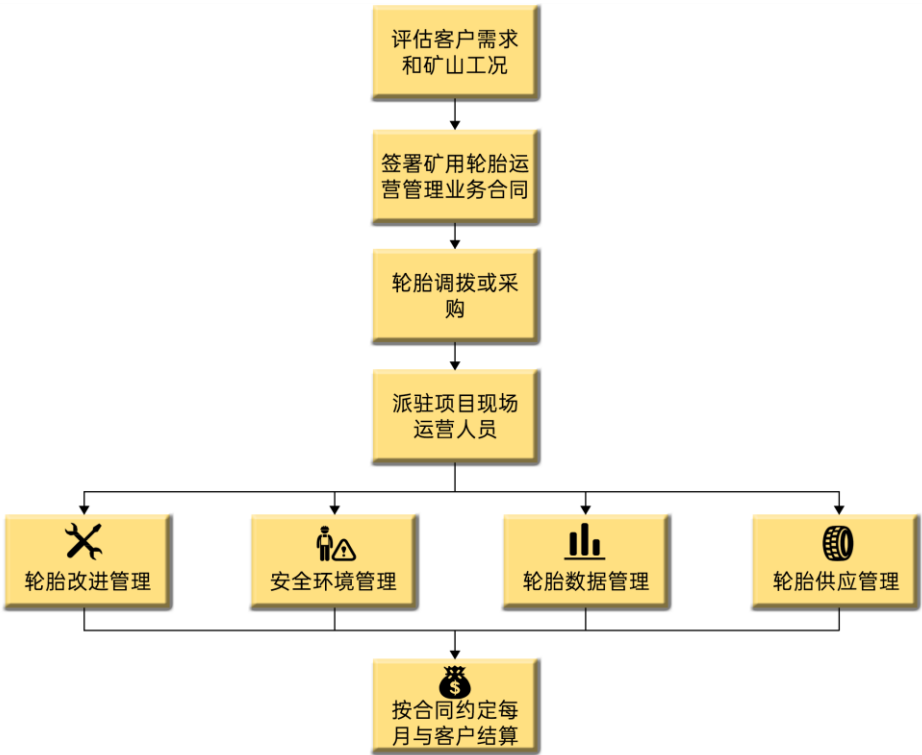 评估客户需求
和矿山工况
签署矿用轮胎运
营管理业务合同
轮胎调拨或采
购
派驻项目现场
运营人员
轮胎改进管理
安全环境管理
轮胎数据管理
轮胎供应管理
$
按合同约定每
月与客户结算